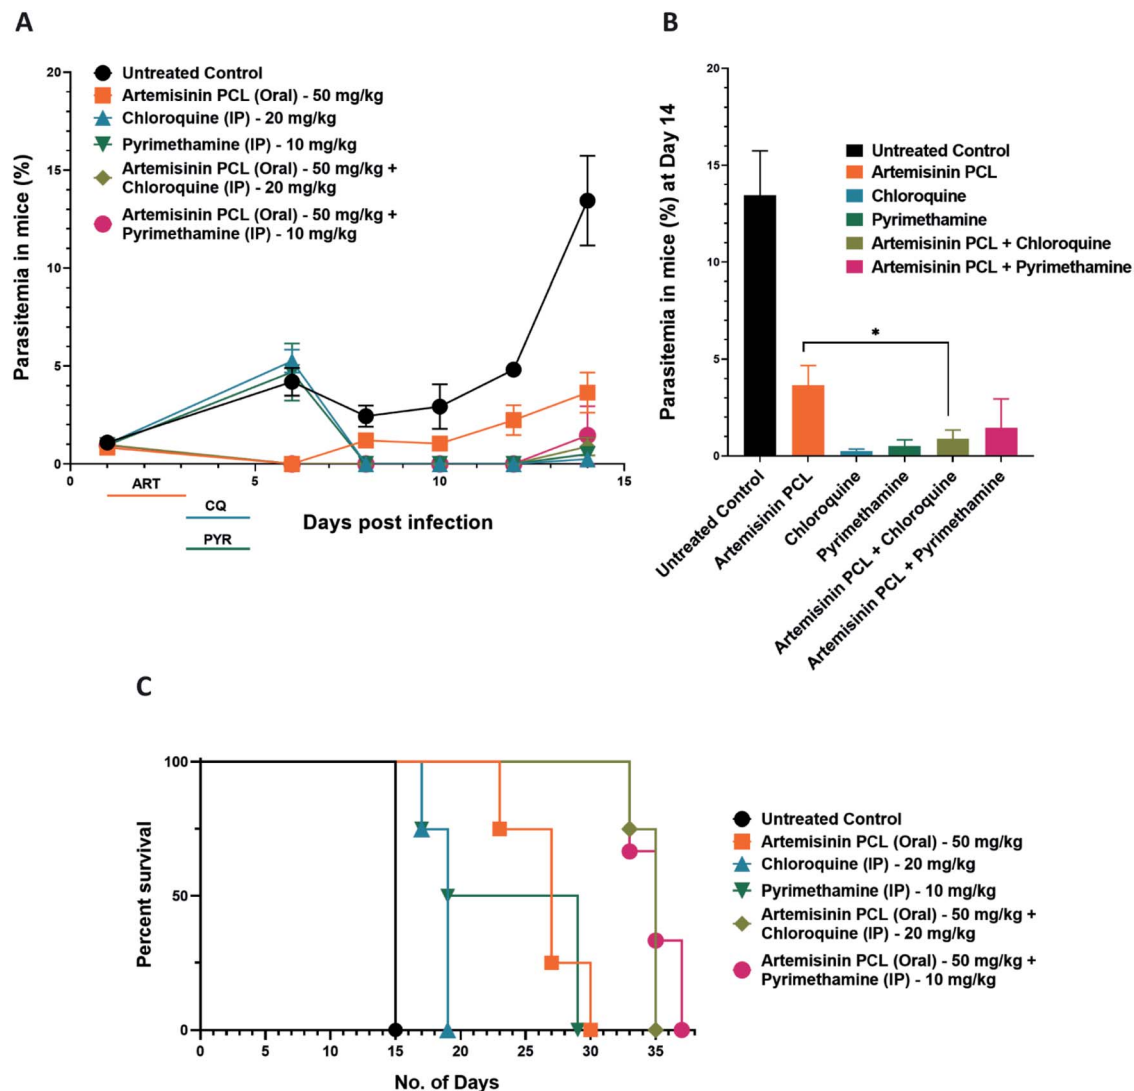 A
Parasitemia in mice (%)
20
15
10
5
0
Untreated Control
Artemisinin PCL (Oral) - 50 mg/kg
Chloroquine (IP) - 20 mg/kg
Pyrimethamine (IP) - 10 mg/kg
Artemisinin PCL (Oral) - 50 mg/kg +
Chloroquine (IP) - 20 mg/kg
Artemisinin PCL (Oral) - 50 mg/kg +
Pyrimethamine (IP) - 10 mg/kg
0 5 10 15
ART
CQ
PYR
Days post infection
B
Parasitemia in mice (%) at Day 14
20
15
10
5
0
Untreated Control
Artemisinin PCL
Chloroquine
Pyrimethamine
Artemisinin PCL + Chloroquine
Artemisinin PCL + Pyrimethamine
*
Untreated Control
Artemisinin PCL
Chloroquine
Pyrimethamine
Artemisinin PCL + Chloroquine
Artemisinin PCL + Pyrimethamine
C
Percent survival
100
50
0
0 5 10 15 20 25 30 35
No. of Days
Untreated Control
Artemisinin PCL (Oral) - 50 mg/kg
Chloroquine (IP) - 20 mg/kg
Pyrimethamine (IP) - 10 mg/kg
Artemisinin PCL (Oral) - 50 mg/kg +
Chloroquine (IP) - 20 mg/kg
Artemisinin PCL (Oral) - 50 mg/kg +
Pyrimethamine (IP) - 10 mg/kg